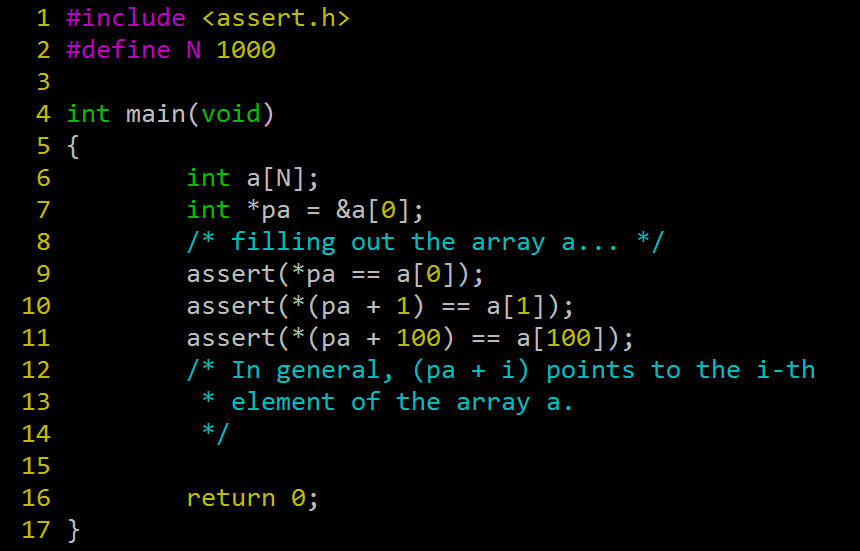 1 #include <assert.h>
2 #define N 1000
3
4 int main(void)
5 {
6         int a[N];
7         int *pa = &a[0];
8         /* filling out the array a... */
9         assert(*pa == a[0]);
10         assert(*(pa + 1) == a[1]);
11         assert(*(pa + 100) == a[100]);
12         /* In general, (pa + i) points to the i-th
13          * element of the array a.
14          */
15
16         return 0;
17 }